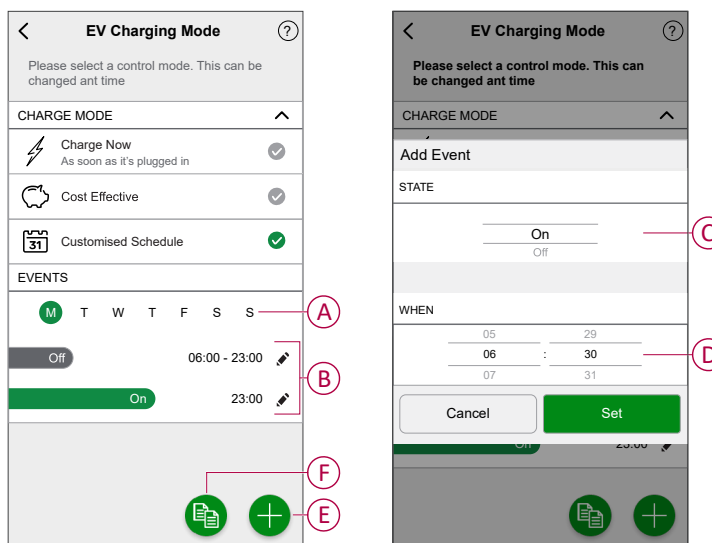 EV Charging Mode
?
Please select a control mode. This can be
changed ant time
CHARGE MODE
Charge Now
As soon as it's plugged in
Cost Effective
31
Customised Schedule
EVENTS
M T W T F S S
A
Off
06:00 - 23:00
B
On
23:00
F
E
EV Charging Mode
?
Please select a control mode. This can
be changed ant time
CHARGE MODE
Add Event
STATE
On
C
Off
WHEN
05 29
06 : 30
D
07 31
Cancel
Set
On
23:00